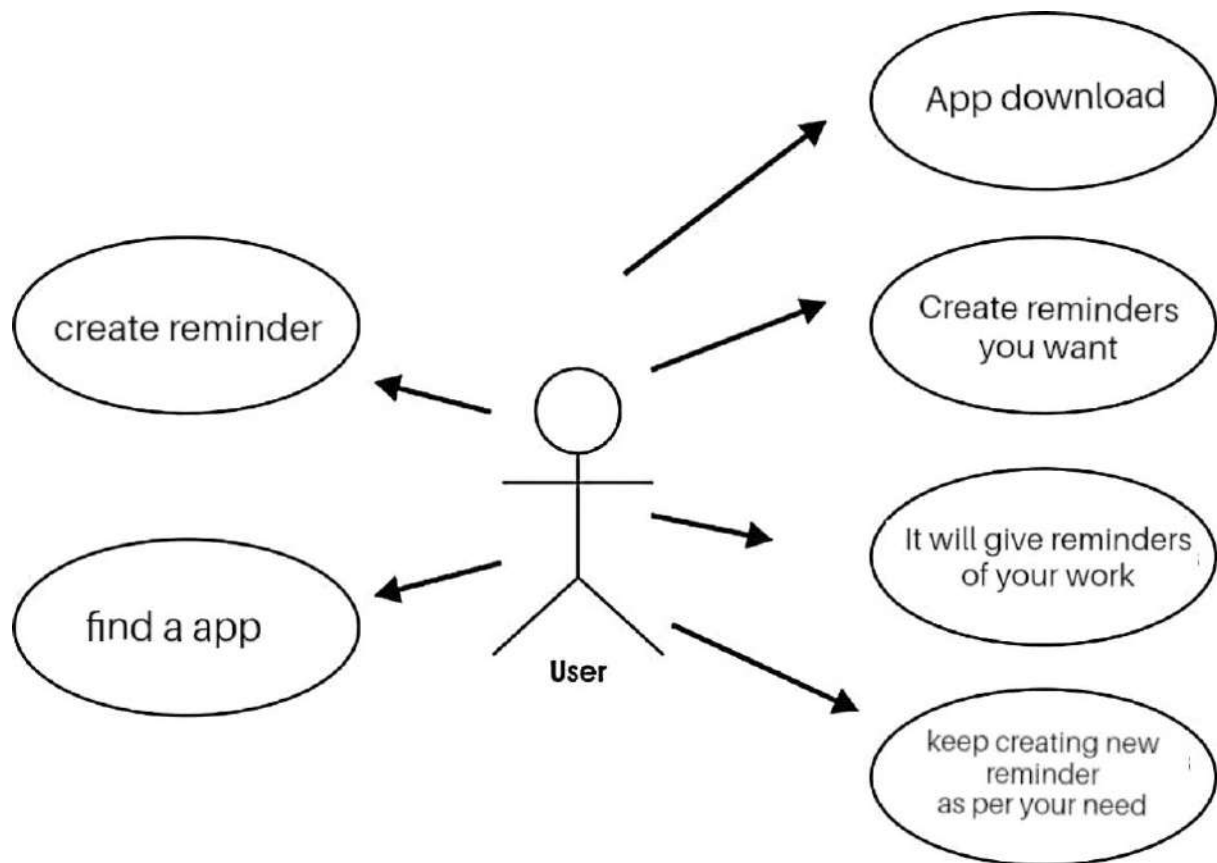 App download
create reminder
Create reminders
you want
It will give reminders
of your work
find a app
User
keep creating new
reminder
as per your need